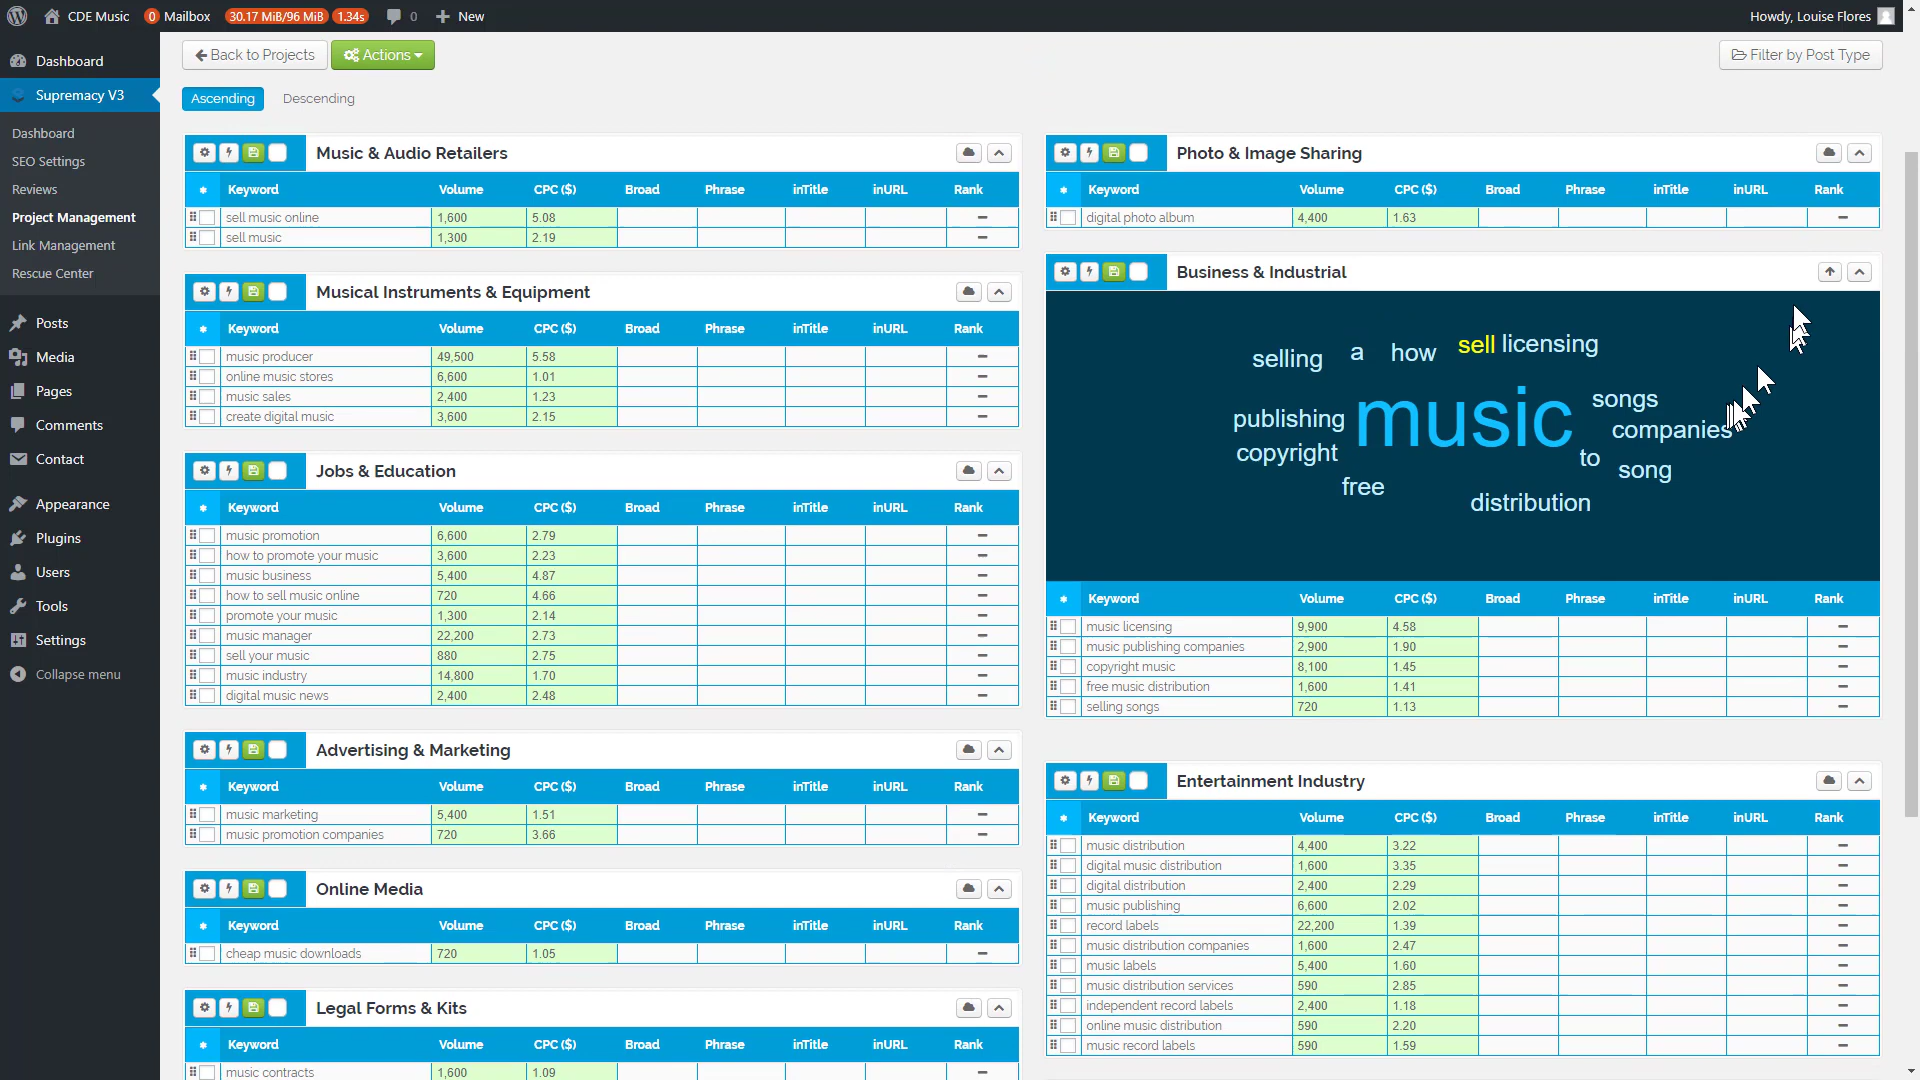 CDE Music 0 Mailbox 30.17 MiB/96 MiB 1.34s 0 New Howdy, Louise Flores
Dashboard
Supremacy V3
Dashboard
SEO Settings
Reviews
Project Management
Link Management
Rescue Center
Posts
Media
Pages
Comments
Contact
Appearance
Plugins
Users
Tools
Settings
Collapse menu
Back to Projects Actions Filter by Post Type
Ascending Descending
Music & Audio Retailers
Keyword Volume CPC ($) Broad Phrase inTitle inURL Rank
sell music online 1,600 5.08
sell music 1,300 2.19
Musical Instruments & Equipment
Keyword Volume CPC ($) Broad Phrase inTitle inURL Rank
music producer 49,500 5.58
online music stores 6,600 1.01
music sales 2,400 1.23
create digital music 3,600 2.15
Jobs & Education
Keyword Volume CPC ($) Broad Phrase inTitle inURL Rank
music promotion 6,600 2.79
how to promote your music 3,600 2.23
music business 5,400 4.87
how to sell music online 720 4.66
promote your music 1,300 2.14
music manager 22,200 2.73
sell your music 880 2.75
music industry 14,800 1.70
digital music news 2,400 2.48
Advertising & Marketing
Keyword Volume CPC ($) Broad Phrase inTitle inURL Rank
music marketing 5,400 1.51
music promotion companies 720 3.66
Online Media
Keyword Volume CPC ($) Broad Phrase inTitle inURL Rank
cheap music downloads 720 1.05
Legal Forms & Kits
Keyword Volume CPC ($) Broad Phrase inTitle inURL Rank
music contracts 1,600 1.09
Photo & Image Sharing
Keyword Volume CPC ($) Broad Phrase inTitle inURL Rank
digital photo album 4,400 1.63
Business & Industrial
selling a how sell licensing
publishing music songs
copyright companies
to song
free
distribution
Keyword Volume CPC ($) Broad Phrase inTitle inURL Rank
music licensing 9,900 4.58
music publishing companies 2,900 1.90
copyright music 8,100 1.45
free music distribution 1,600 1.41
selling songs 720 1.13
Entertainment Industry
Keyword Volume CPC ($) Broad Phrase inTitle inURL Rank
music distribution 4,400 3.22
digital music distribution 1,600 3.35
digital distribution 2,400 2.29
music publishing 6,600 2.02
record labels 22,200 1.39
music distribution companies 1,600 2.47
music labels 5,400 1.60
music distribution services 590 2.85
independent record labels 2,400 1.18
online music distribution 590 2.20
music record labels 590 1.59